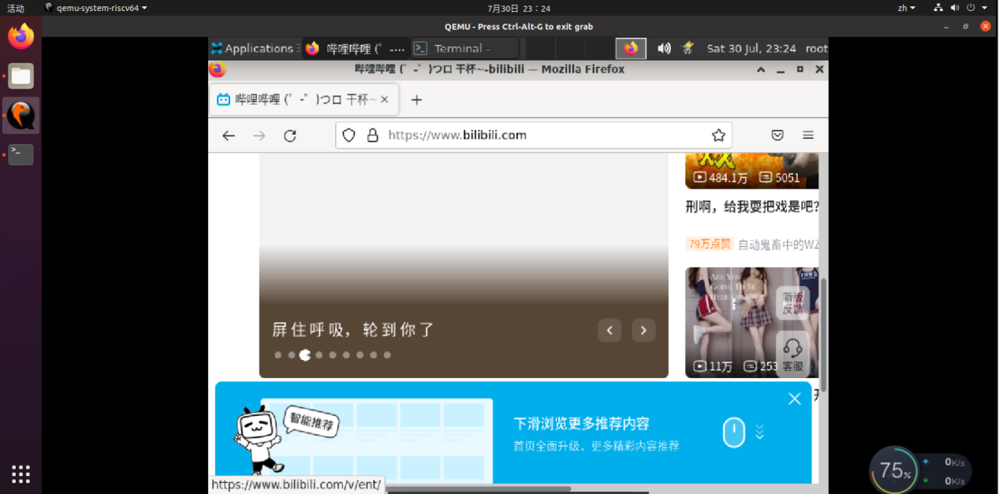 活动
qemu-system-riscv64
7月30日 23：24
zh
QEMU - Press Ctrl-Alt-G to exit grab
Applications
哔哩哔哩 (゜ ....
Terminal -
Sat 30 Jul, 23:24
root
哔哩哔哩 (゜-゜)つロ 干杯~-bilibili — Mozilla Firefox
哔哩哔哩 (゜-゜)つロ 干杯~
https://www.bilibili.com
484.1万
5051
刑啊，给我耍把戏是吧？
79万点赞
自动鬼畜中的WZ
屏住呼吸，轮到你了
ARE YOU
GOING TO BE
1993
新版
反馈
客服
11万
253
智能推荐
下滑浏览更多推荐内容
首页全面升级，更多精彩内容推荐
https://www.bilibili.com/v/ent/
75%
0K/s
0K/s